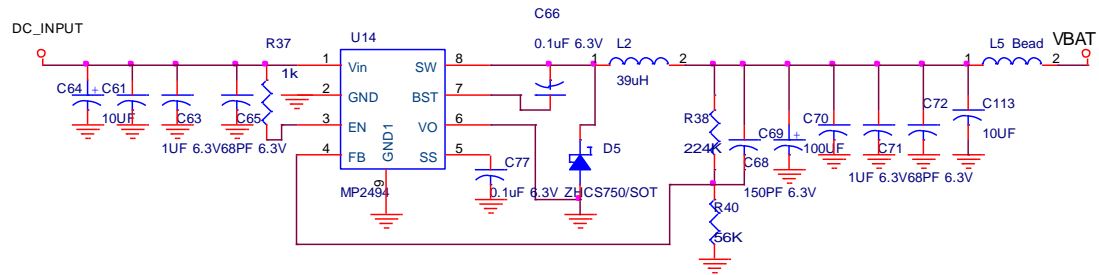 C66
DC_INPUT
U14
R37
0.1uF 6.3V
L2
L5 Bead
VBAT
1
Vin
SW
8
1
2
1
2
1k
39uH
C64
+
C61
2
GND
BST
7
C72
C113
10UF
C63
C65
3
EN
VO
6
R38
C69
+
C70
10UF
1UF 6.3V
68PF 6.3V
D5
224K
C68
100UF
C71
4
FB
GND1
SS
5
C77
1UF 6.3V
68PF 6.3V
9
MP2494
0.1uF 6.3V
ZHCS750/SOT
150PF 6.3V
R40
56K